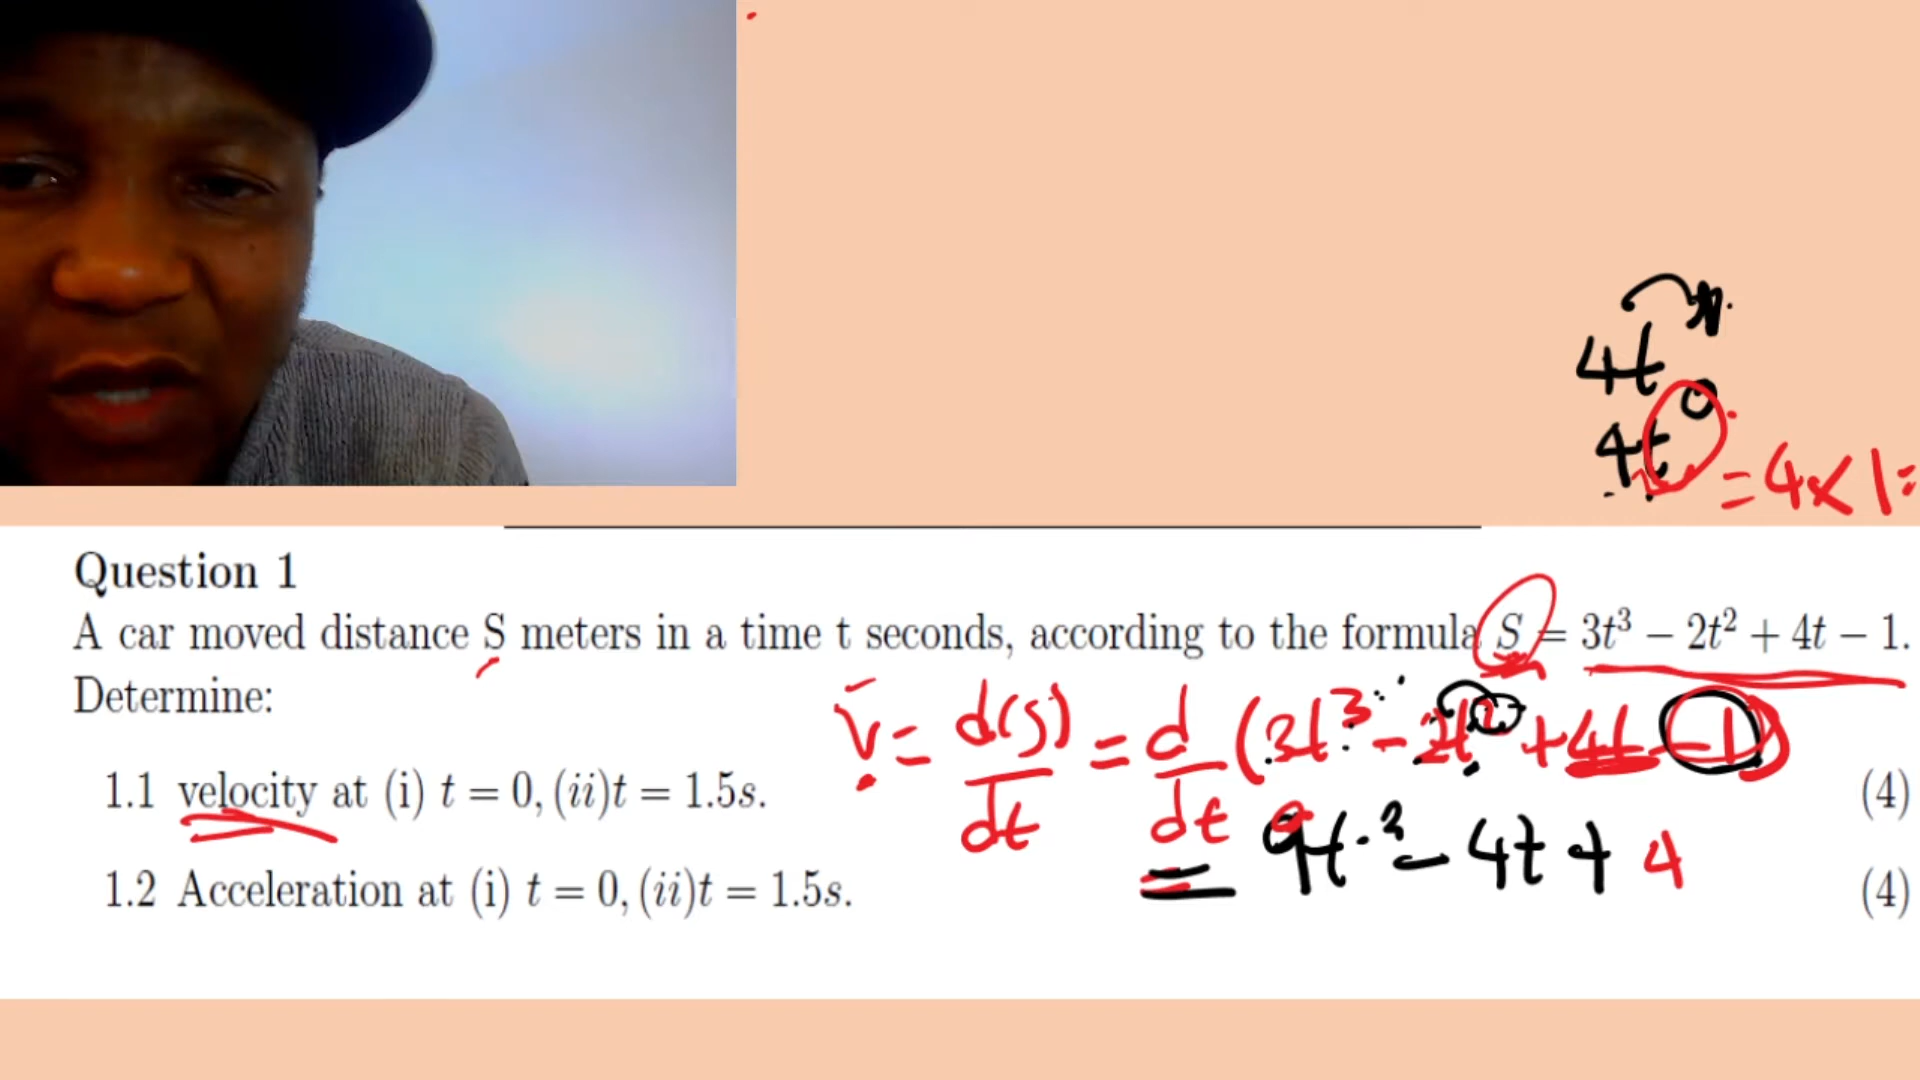 4t
4t⁰ = 4 × 1 =
Question 1
A car moved distance S meters in a time t seconds, according to the formula S = 3t³ − 2t² + 4t − 1.
Determine:
v = d(s)/dt = d/dt (3t³ − 2t² + 4t − 1)
1.1 velocity at (i) t = 0, (ii)t = 1.5s. (4)
= 9t² − 4t + 4
1.2 Acceleration at (i) t = 0, (ii)t = 1.5s. (4)